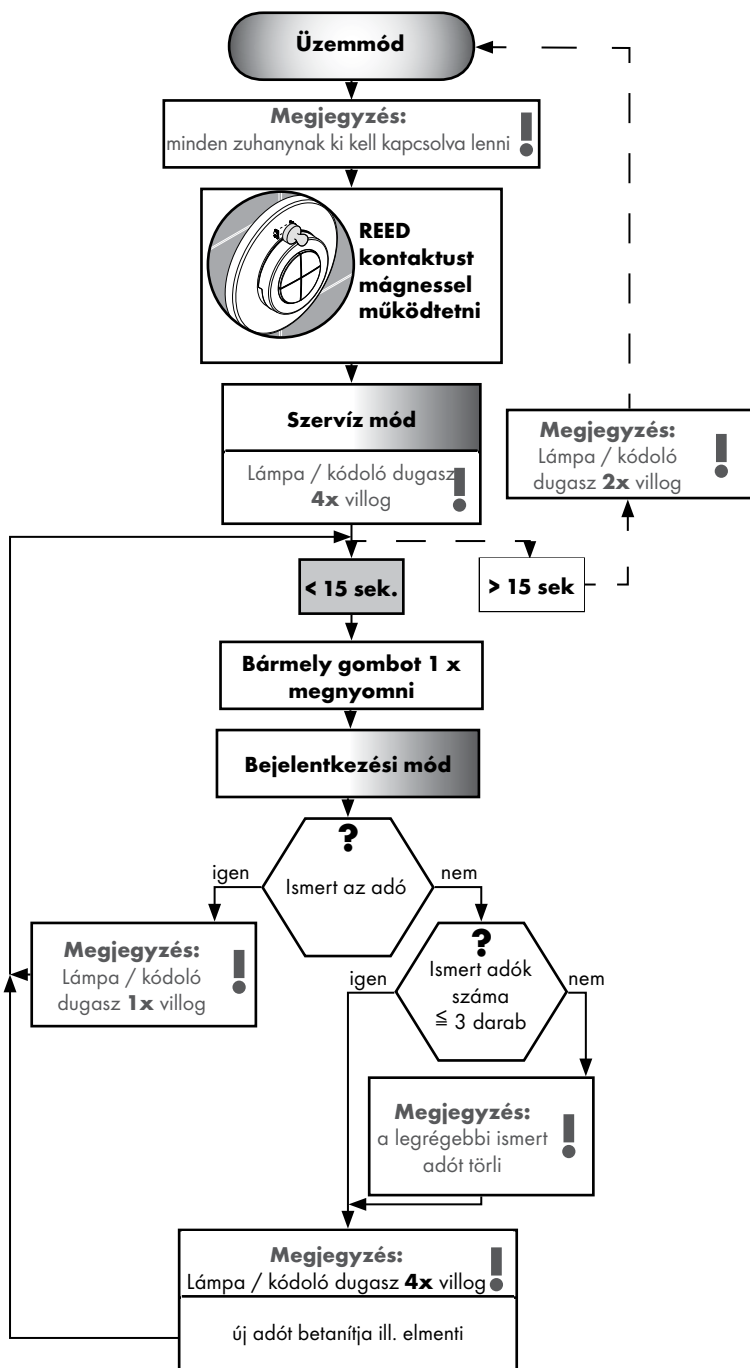 Üzemmód
Megjegyzés:
minden zuhanynak ki kell kapcsolva lenni
REED
kontaktust
mágnessel
működtetni
Szervíz mód
Lámpa / kódoló dugasz
4x villog
Megjegyzés:
Lámpa / kódoló
dugasz 2x villog
< 15 sek.
> 15 sek
Bármely gombot 1 x
megnyomni
Bejelentkezési mód
?
Ismert az adó
igen
nem
Megjegyzés:
Lámpa / kódoló
dugasz 1x villog
?
Ismert adók
száma
≦ 3 darab
igen
nem
Megjegyzés:
a legrégebbi ismert
adót törli
Megjegyzés:
Lámpa / kódoló dugasz 4x villog
új adót betanítja ill. elmenti